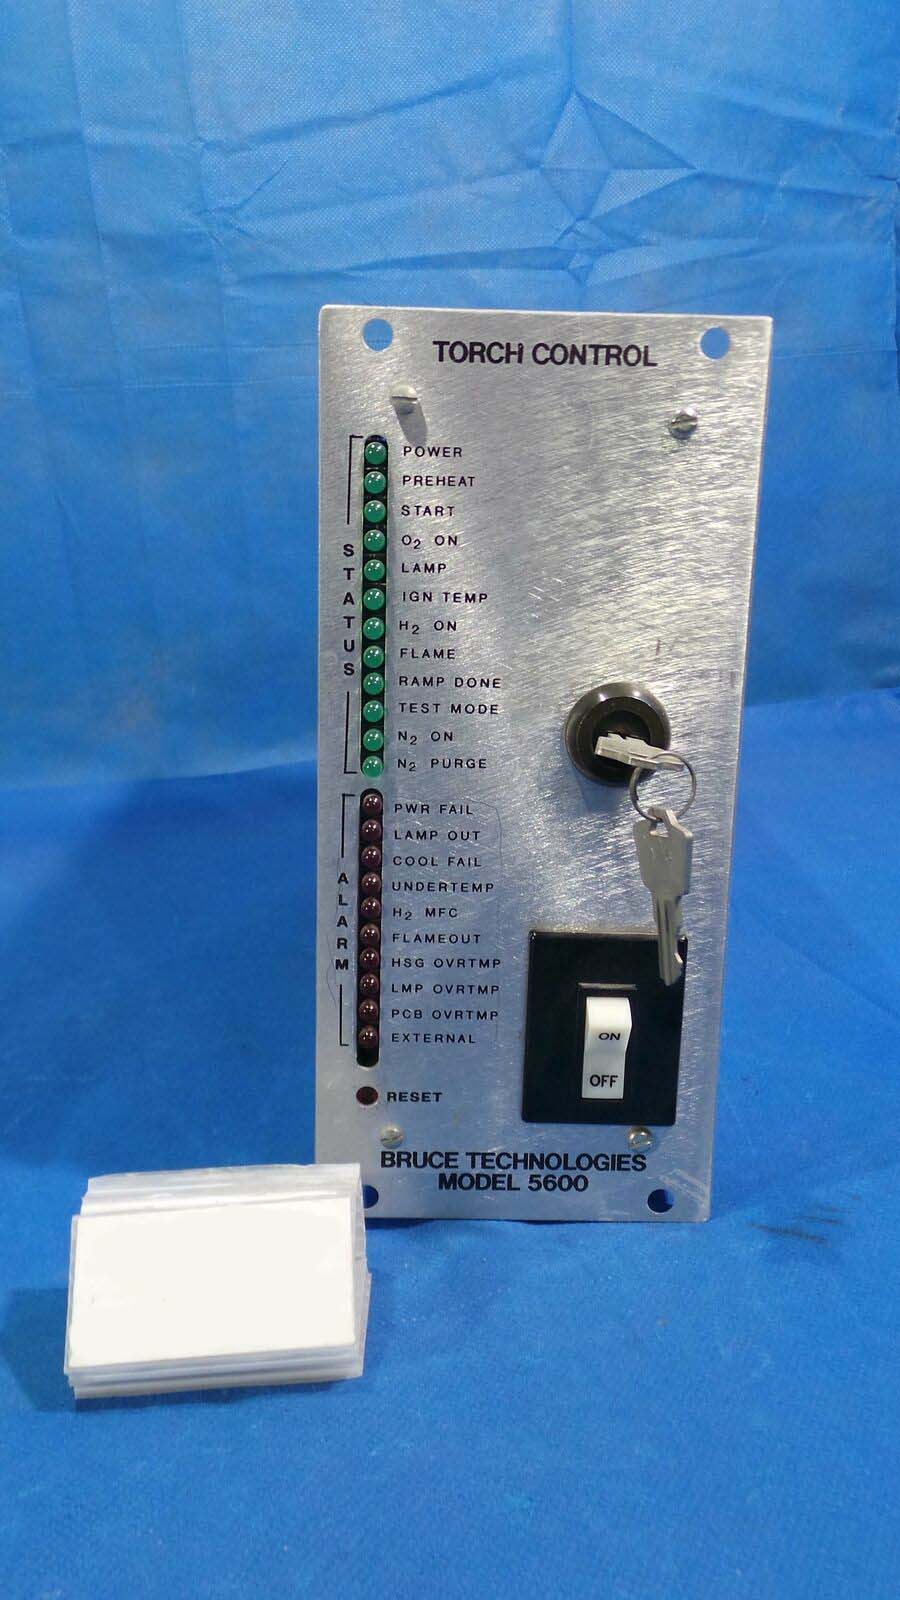 TORCH CONTROL
STATUS
POWER
PREHEAT
START
O₂ ON
LAMP
IGN TEMP
H₂ ON
FLAME
RAMP DONE
TEST MODE
N₂ ON
N₂ PURGE
ALARM
PWR FAIL
LAMP OUT
COOL FAIL
UNDERTEMP
H₂ MFC
FLAMEOUT
HSG OVRTMP
LMP OVRTMP
PCB OVRTMP
EXTERNAL
RESET
ON
OFF
BRUCE TECHNOLOGIES
MODEL 5600